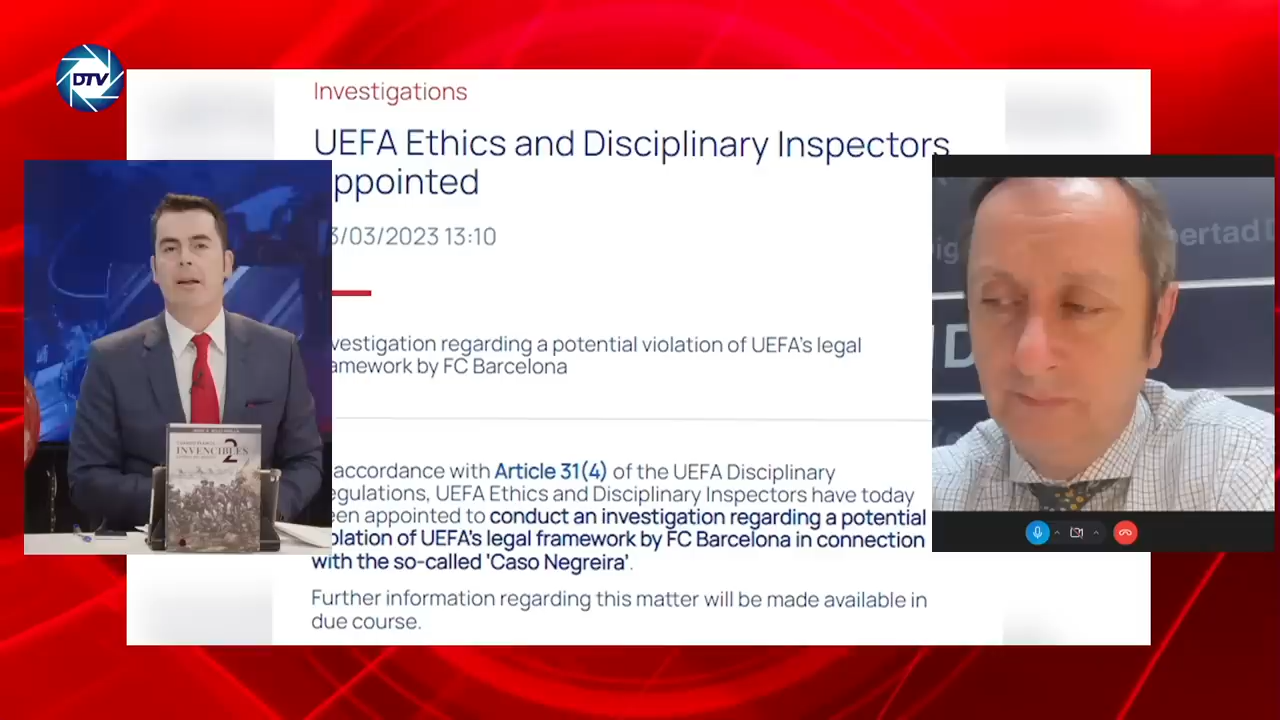 DTV
Investigations
UEFA Ethics and Disciplinary Inspectors
ppointed
3/03/2023 13:10
vestigation regarding a potential violation of UEFA's legal
amework by FC Barcelona
accordance with Article 31(4) of the UEFA Disciplinary
egulations, UEFA Ethics and Disciplinary Inspectors have today
een appointed to conduct an investigation regarding a potential
olation of UEFA's legal framework by FC Barcelona in connection
with the so-called 'Caso Negreira'.
Further information regarding this matter will be made available in
due course.
INVENCIBLES
2
ertad D
ig
D